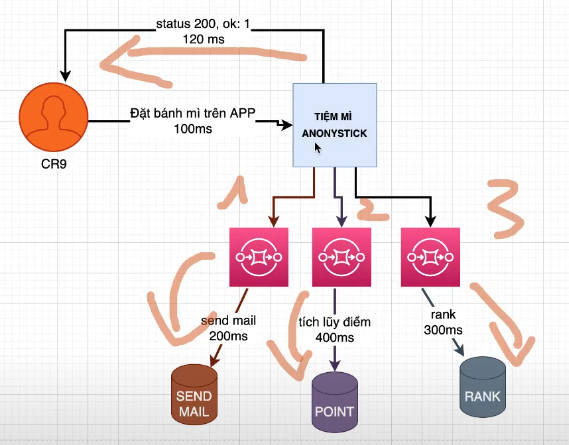 status 200, ok: 1
120 ms
Đặt bánh mì trên APP
100ms
CR9
TIỆM MÌ
ANONYSTICK
1
2
3
send mail
200ms
tích lũy điểm
400ms
rank
300ms
SEND
MAIL
POINT
RANK